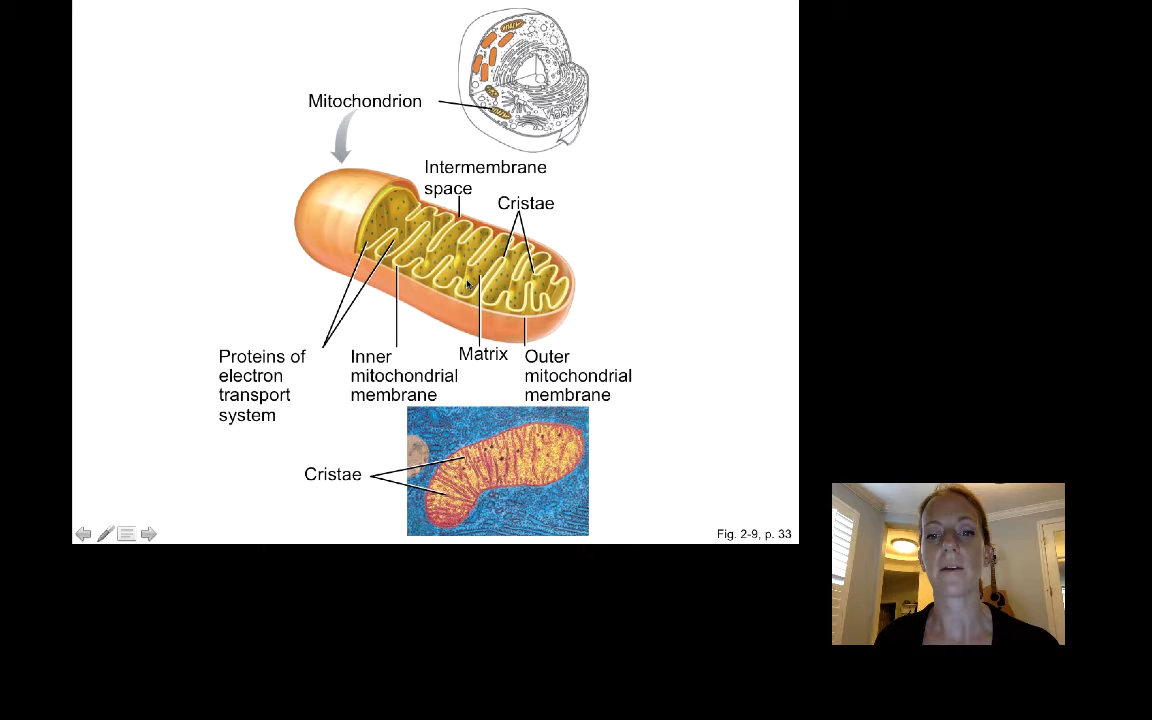 Mitochondrion
Intermembrane
space
Cristae
Proteins of
electron
transport
system
Inner
mitochondrial
membrane
Matrix
Outer
mitochondrial
membrane
Cristae
Fig. 2-9, p. 33